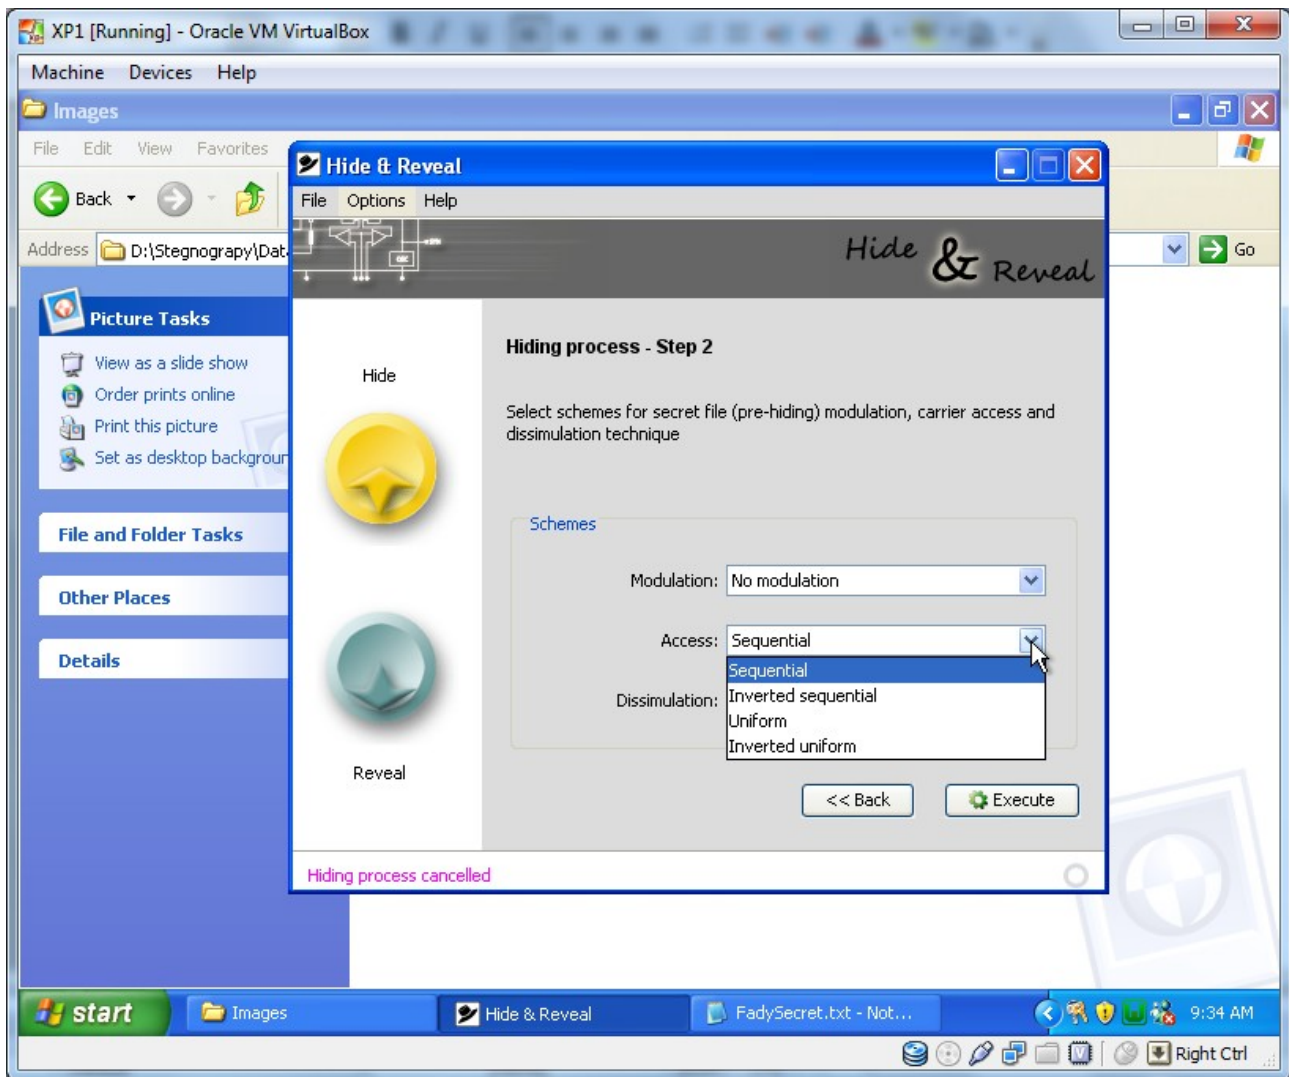 XP1 [Running] - Oracle VM VirtualBox
Machine Devices Help
Images
File Edit View Favorites
Back
Address D:\Stegnograpy\Dat
Go
Picture Tasks
View as a slide show
Order prints online
Print this picture
Set as desktop backgroun
File and Folder Tasks
Other Places
Details
Hide & Reveal
File Options Help
Hide & Reveal
Hide
Reveal
Hiding process - Step 2
Select schemes for secret file (pre-hiding) modulation, carrier access and
dissimulation technique
Schemes
Modulation: No modulation
Access: Sequential
Sequential
Inverted sequential
Dissimulation:
Uniform
Inverted uniform
<< Back Execute
Hiding process cancelled
start Images Hide & Reveal FadySecret.txt - Not... 9:34 AM
Right Ctrl